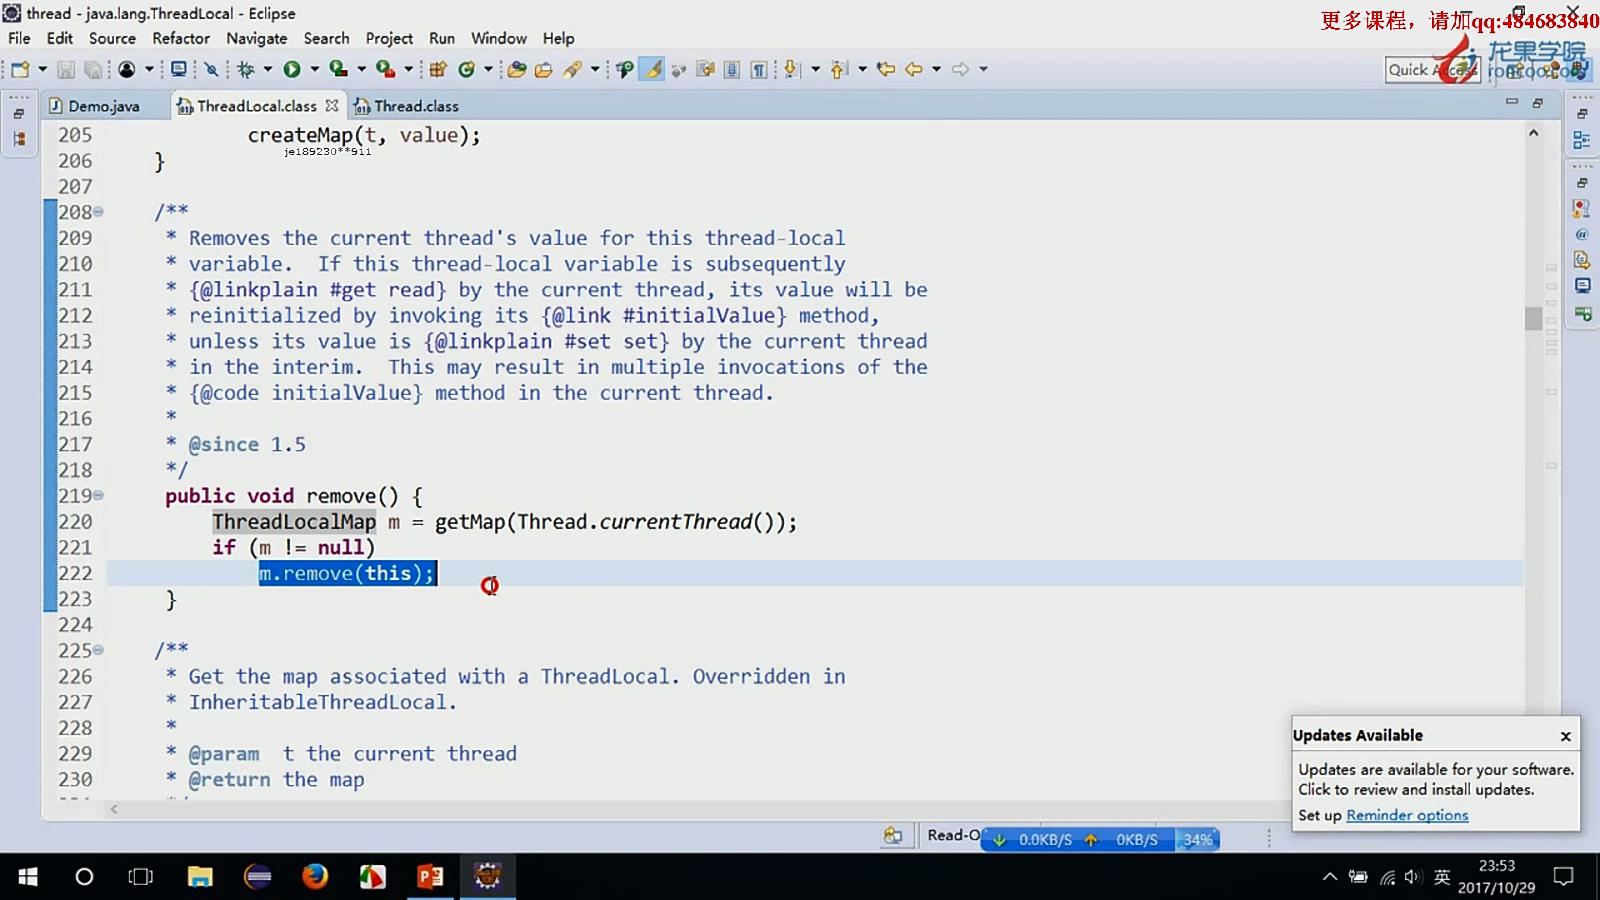 thread - java.lang.ThreadLocal - Eclipse
更多课程，请加qq:484683840
File Edit Source Refactor Navigate Search Project Run Window Help
Quick Access
龙果学院
roncoo.com
Demo.java ThreadLocal.class Thread.class
205 createMap(t, value);
je189230**911
206 }
207
208 /**
209 * Removes the current thread's value for this thread-local
210 * variable.  If this thread-local variable is subsequently
211 * {@linkplain #get read} by the current thread, its value will be
212 * reinitialized by invoking its {@link #initialValue} method,
213 * unless its value is {@linkplain #set set} by the current thread
214 * in the interim.  This may result in multiple invocations of the
215 * {@code initialValue} method in the current thread.
216 *
217 * @since 1.5
218 */
219 public void remove() {
220 ThreadLocalMap m = getMap(Thread.currentThread());
221 if (m != null)
222 m.remove(this);
223 }
224
225 /**
226 * Get the map associated with a ThreadLocal. Overridden in
227 * InheritableThreadLocal.
228 *
229 * @param  t the current thread
230 * @return the map
Updates Available
Updates are available for your software.
Click to review and install updates.
Set up Reminder options
Read-O
0.0KB/S 0KB/S 34%
英
23:53
2017/10/29